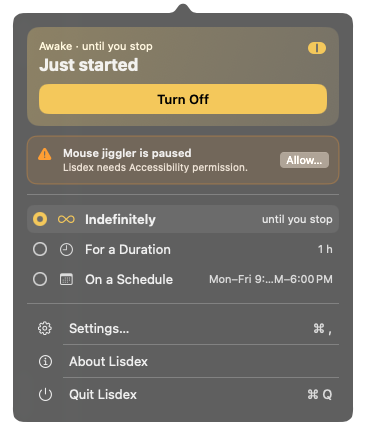 Awake · until you stop
Just started
Turn Off
Mouse jiggler is paused
Lisdex needs Accessibility permission.
Allow...
Indefinitely until you stop
For a Duration 1 h
On a Schedule Mon–Fri 9:...M–6:00 PM
Settings... ⌘ ,
About Lisdex
Quit Lisdex ⌘ Q